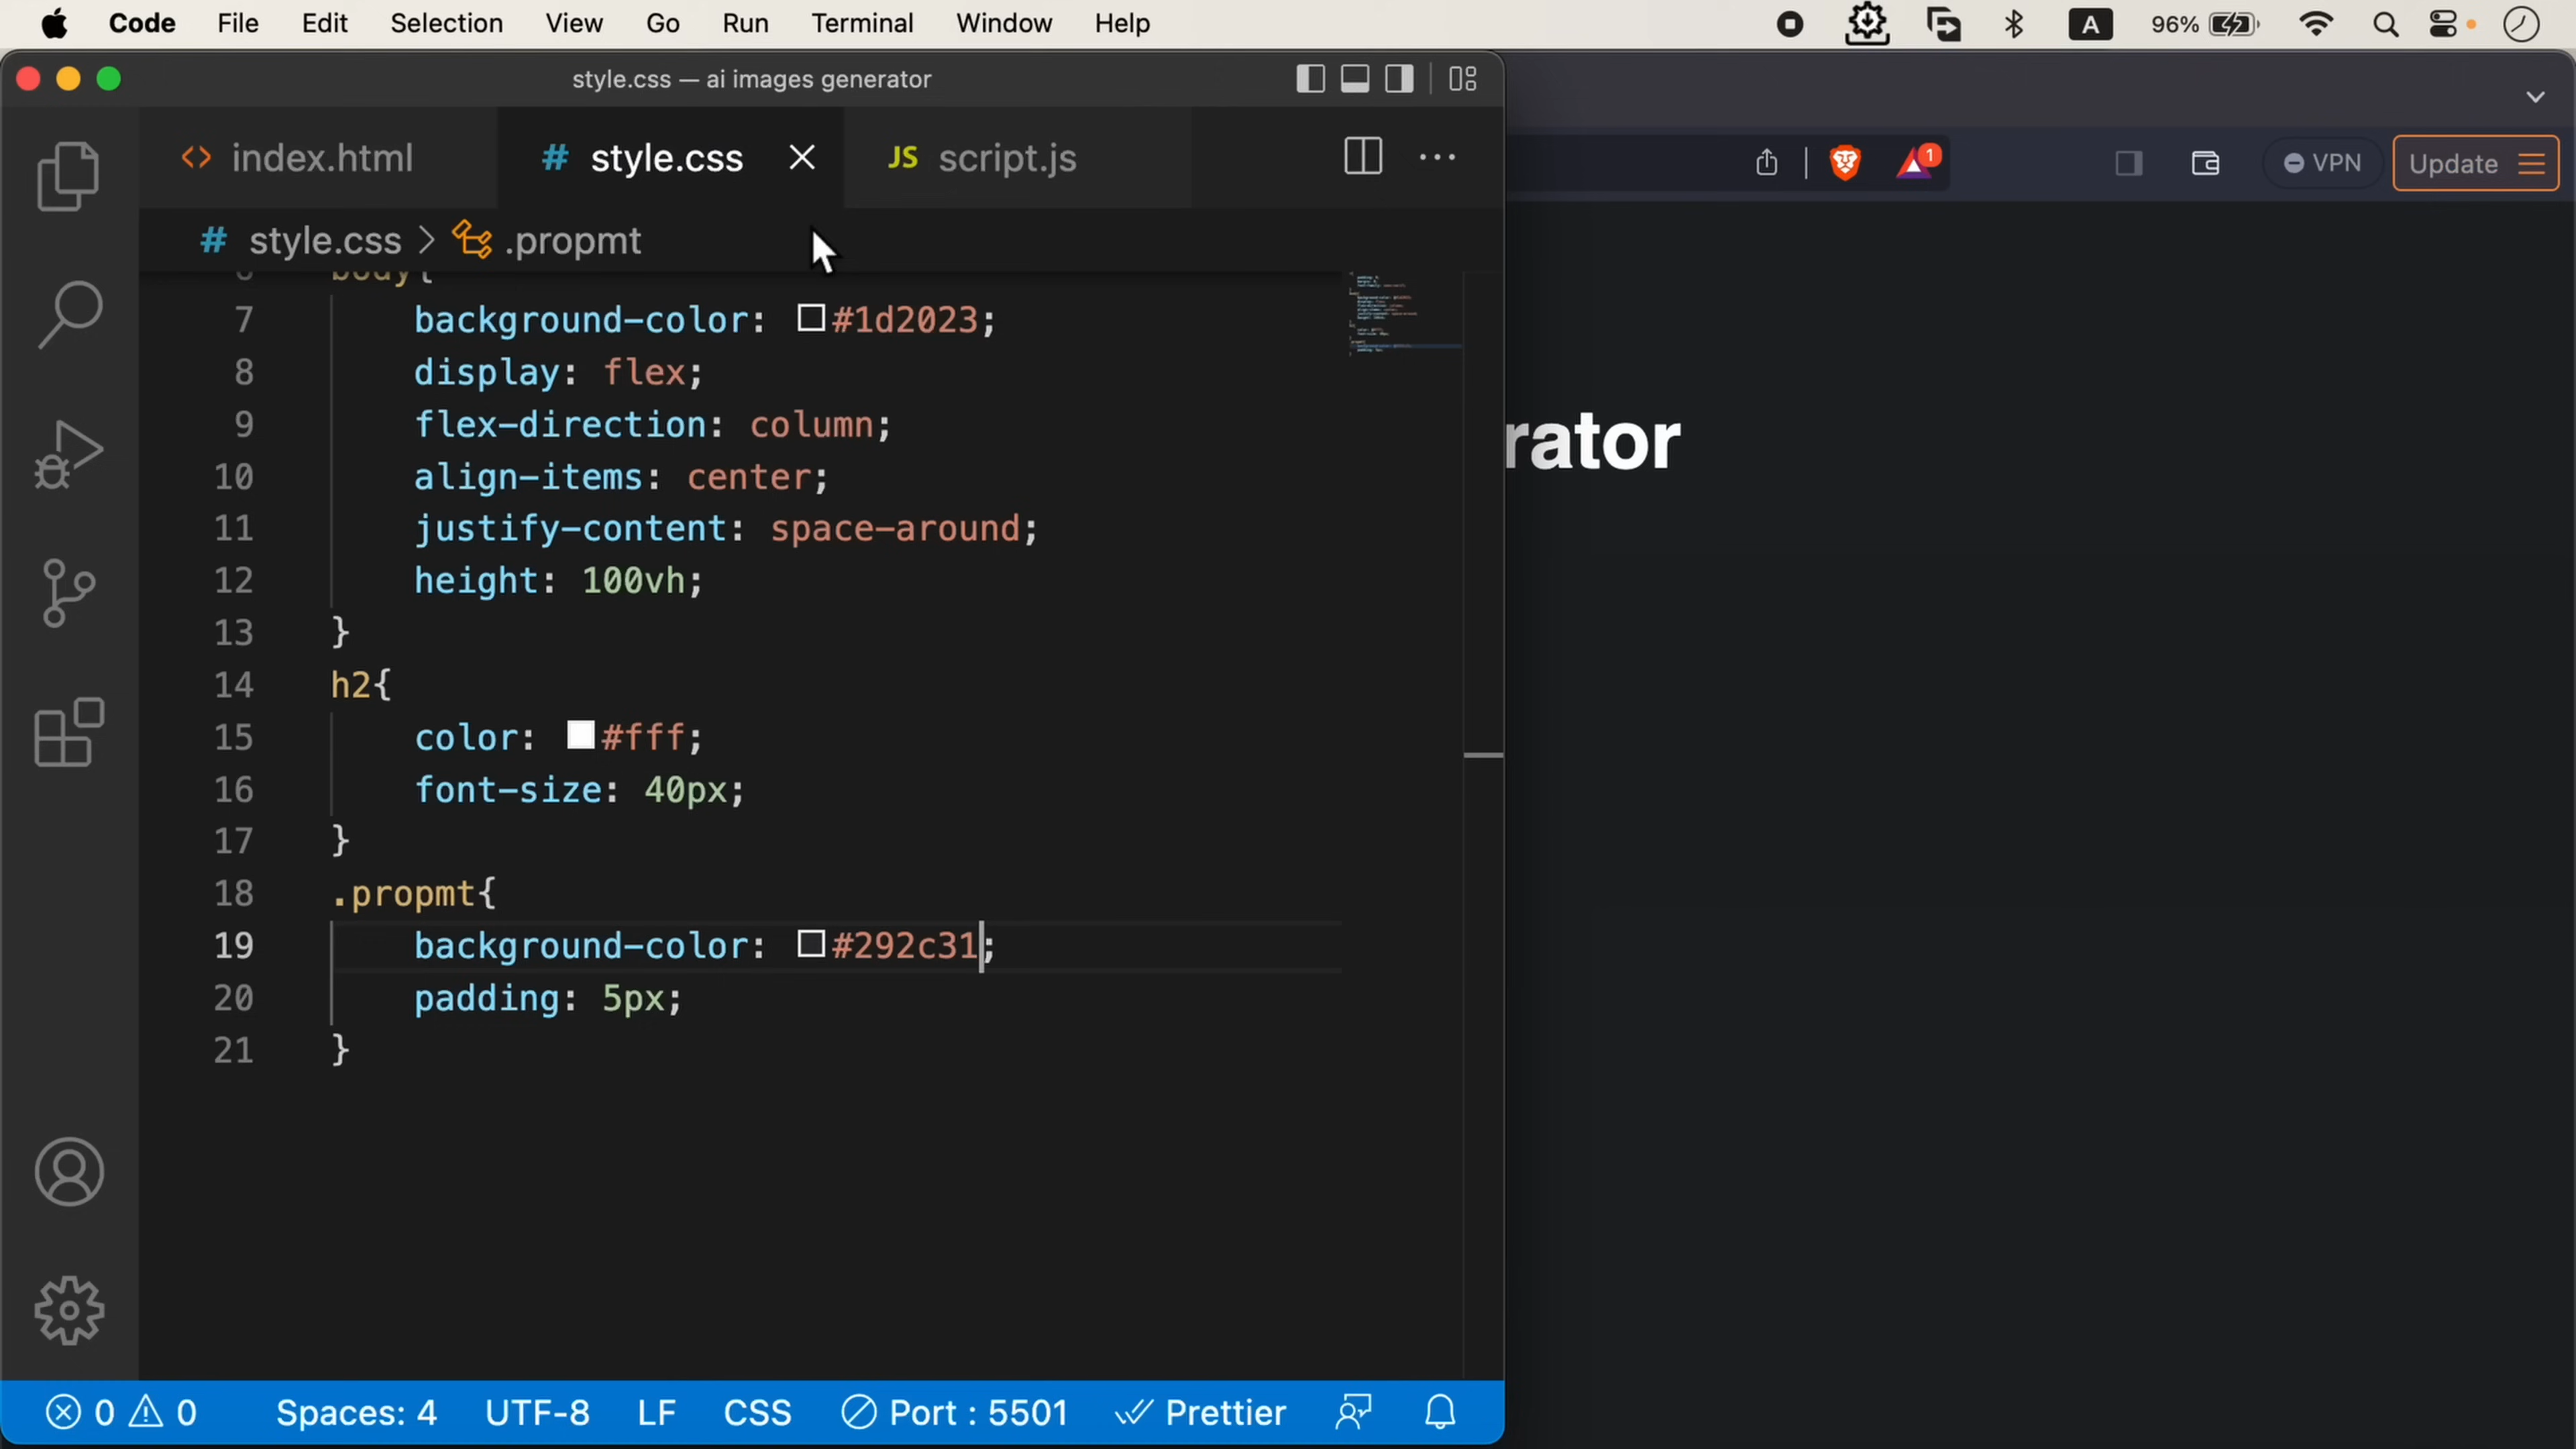 Code File Edit Selection View Go Run Terminal Window Help
A 96%
style.css — ai images generator
index.html
style.css
JS script.js
1
VPN
Update
style.css > .propmt
body{
7 background-color: #1d2023;
8 display: flex;
9 flex-direction: column;
10 align-items: center;
11 justify-content: space-around;
12 height: 100vh;
13 }
14 h2{
15 color: #fff;
16 font-size: 40px;
17 }
18 .propmt{
19 background-color: #292c31;
20 padding: 5px;
21 }
rator
0 0 Spaces: 4 UTF-8 LF CSS Port : 5501 Prettier